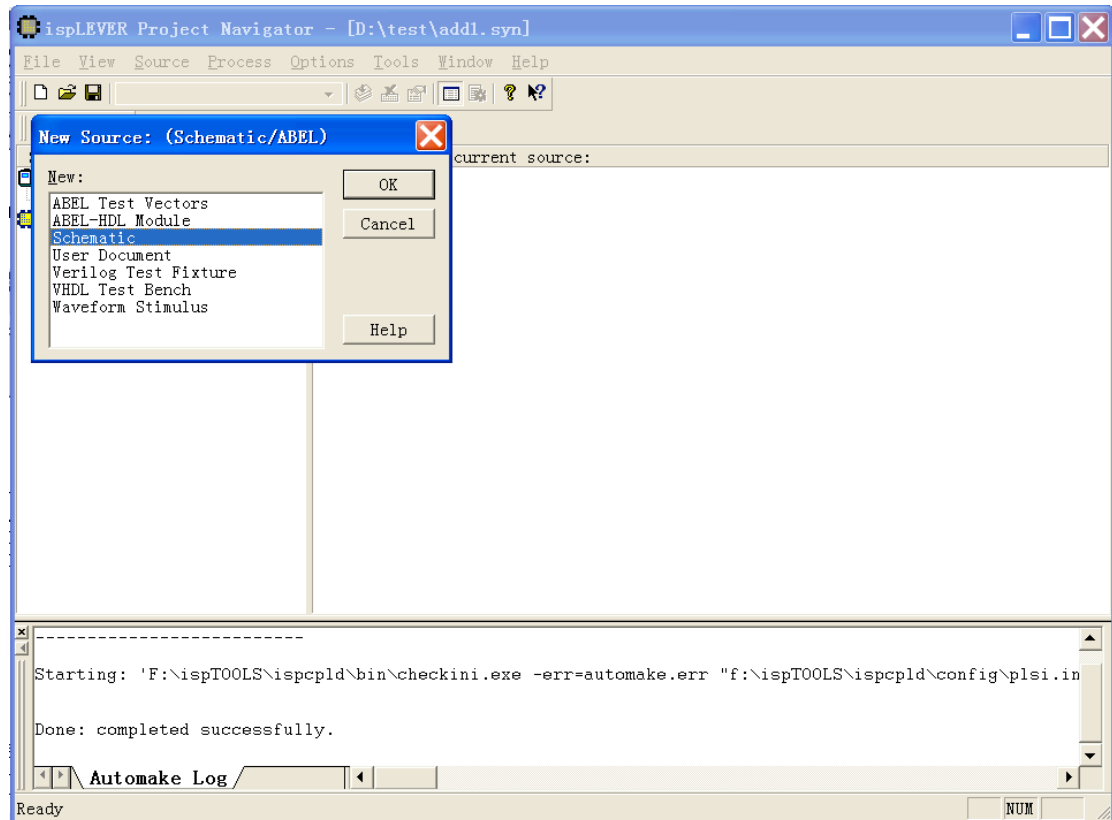 ispLEVER Project Navigator - [D:\test\add1.syn]
File View Source Process Options Tools Window Help
New Source: (Schematic/ABEL)
current source:
New:
OK
ABEL Test Vectors
ABEL-HDL Module
Cancel
Schematic
User Document
Verilog Test Fixture
VHDL Test Bench
Waveform Stimulus
Help
--------------------------
Starting: 'F:\ispTOOLS\ispcpld\bin\checkini.exe -err=automake.err "f:\ispTOOLS\ispcpld\config\plsi.in
Done: completed successfully.
Automake Log
Ready
NUM